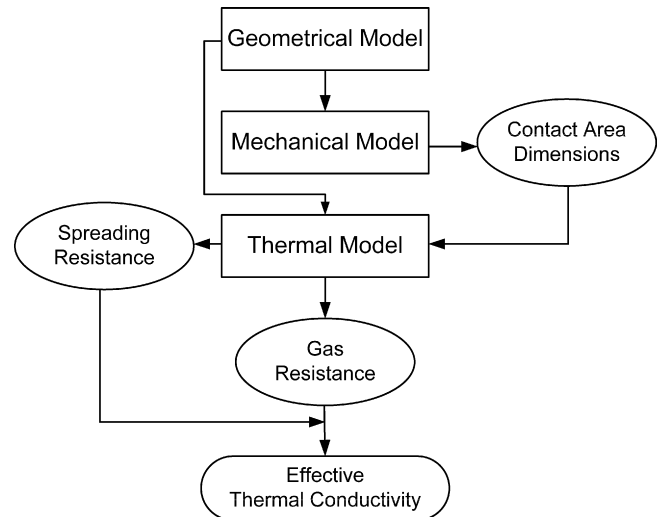 Geometrical Model
Mechanical Model
Contact Area
Dimensions
Spreading
Resistance
Thermal Model
Gas
Resistance
Effective
Thermal Conductivity